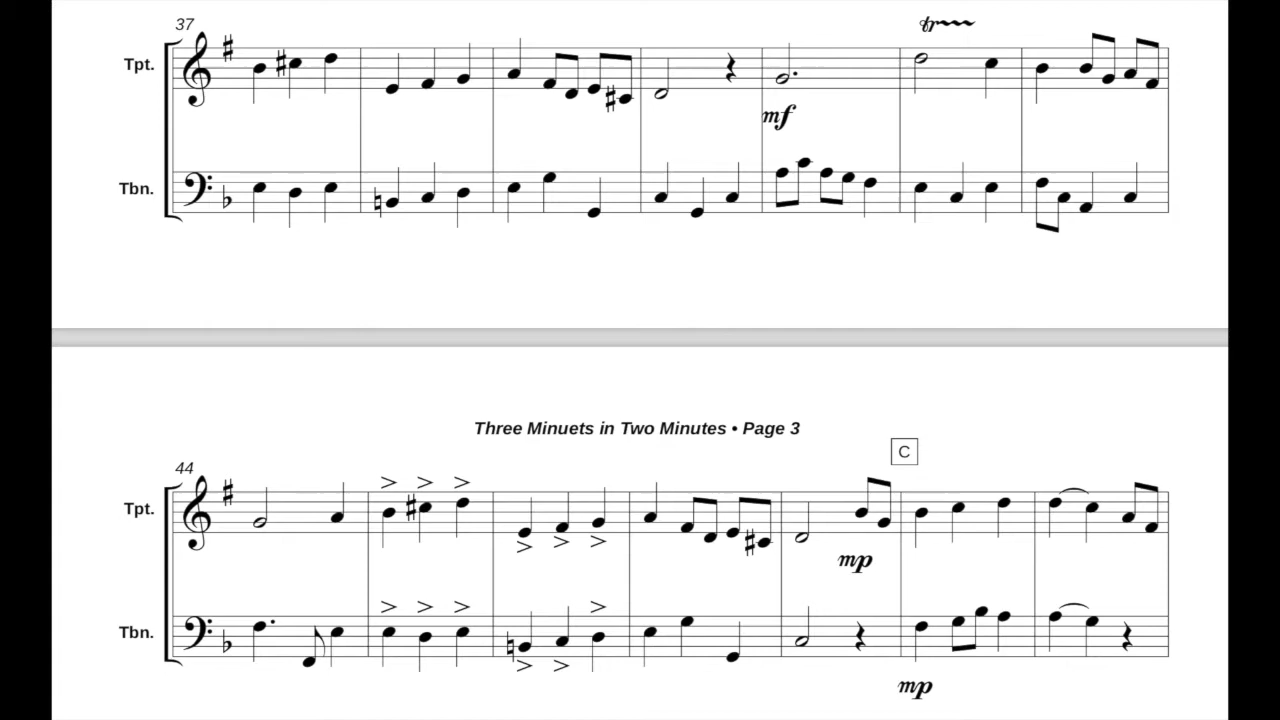 37
tr
Tpt.
mf
Tbn.
Three Minuets in Two Minutes • Page 3
C
44
Tpt.
mp
Tbn.
mp